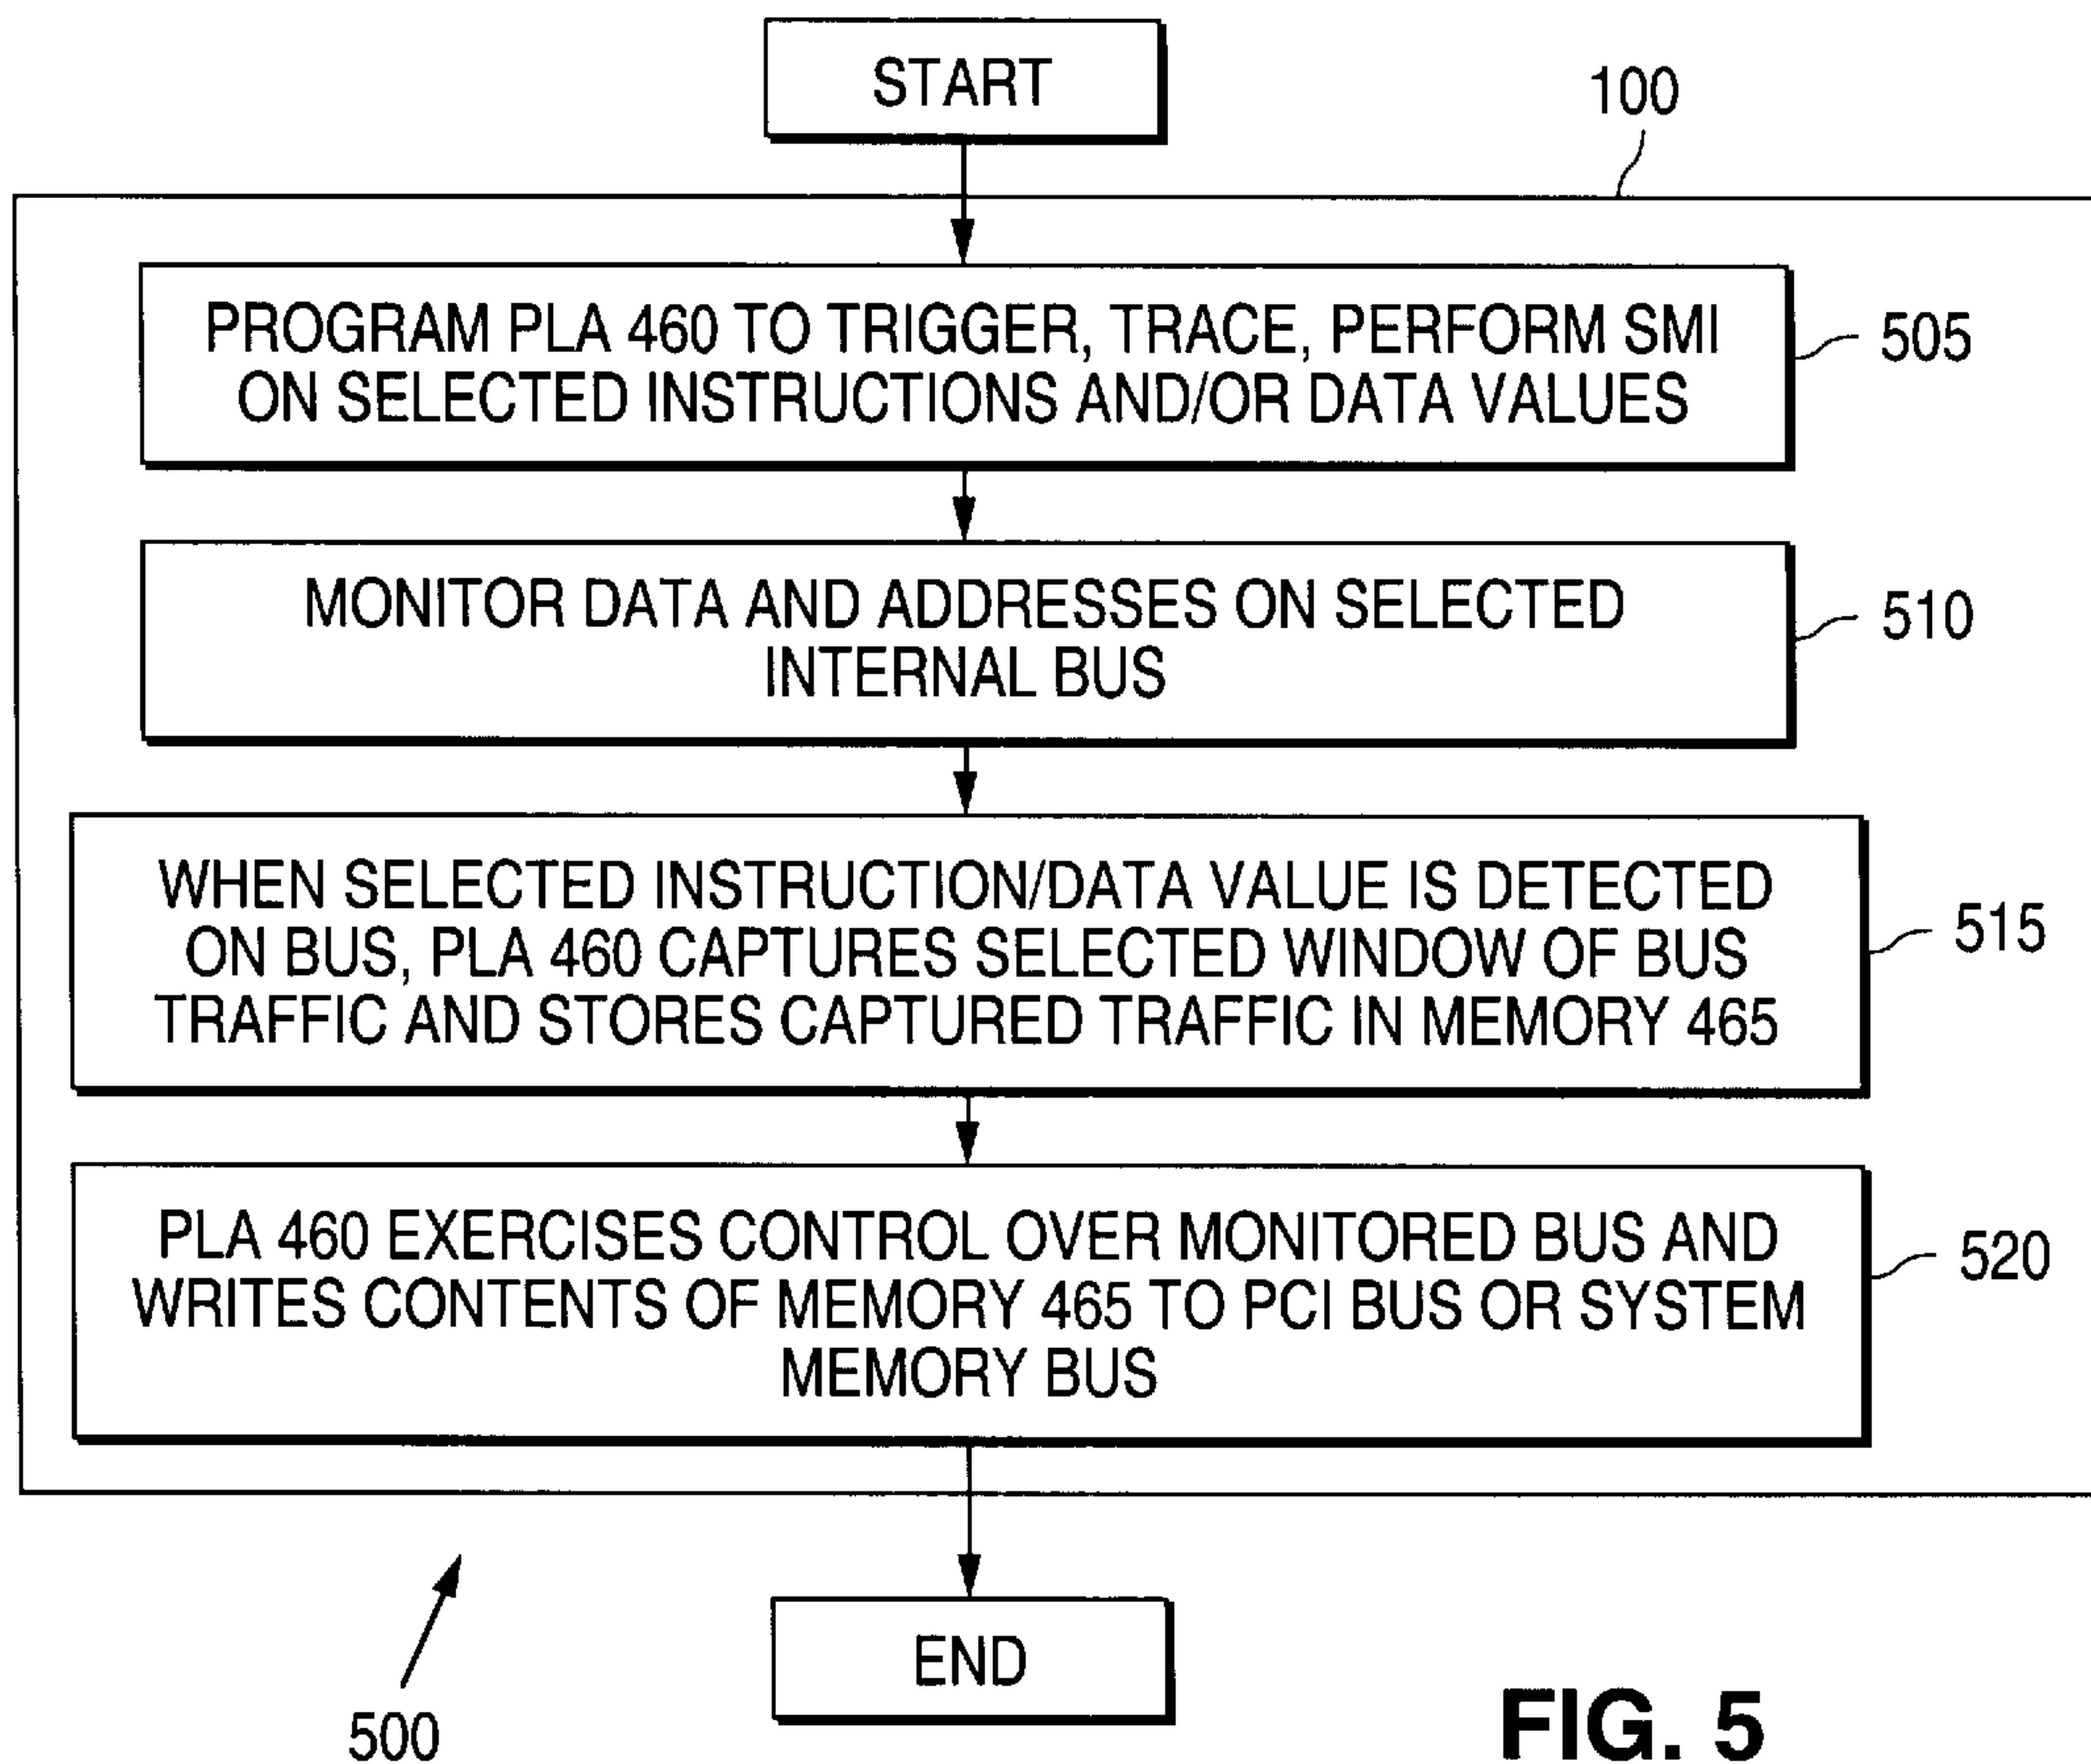 START
100
PROGRAM PLA 460 TO TRIGGER, TRACE, PERFORM SMI
ON SELECTED INSTRUCTIONS AND/OR DATA VALUES
505
MONITOR DATA AND ADDRESSES ON SELECTED
INTERNAL BUS
510
WHEN SELECTED INSTRUCTION/DATA VALUE IS DETECTED
ON BUS, PLA 460 CAPTURES SELECTED WINDOW OF BUS
TRAFFIC AND STORES CAPTURED TRAFFIC IN MEMORY 465
515
PLA 460 EXERCISES CONTROL OVER MONITORED BUS AND
WRITES CONTENTS OF MEMORY 465 TO PCI BUS OR SYSTEM
MEMORY BUS
520
END
500
FIG. 5